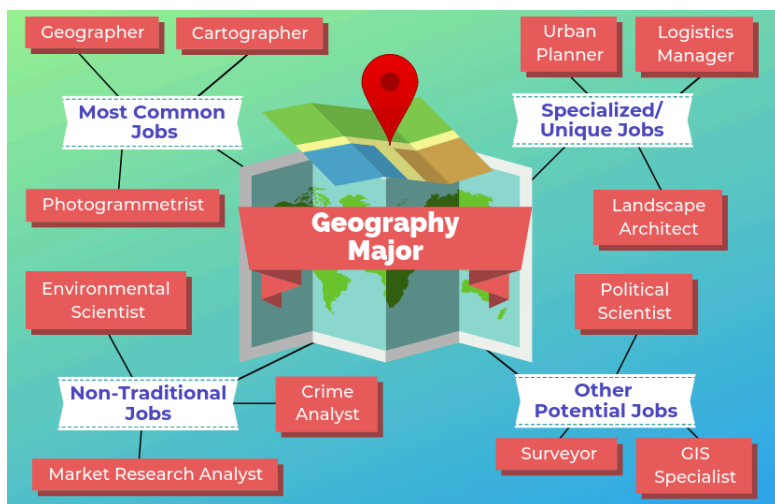 Geographer
Cartographer
Most Common
Jobs
Photogrammetrist
Urban
Planner
Logistics
Manager
Specialized/
Unique Jobs
Landscape
Architect
Geography
Major
Environmental
Scientist
Non-Traditional
Jobs
Crime
Analyst
Market Research Analyst
Political
Scientist
Other
Potential Jobs
Surveyor
GIS
Specialist